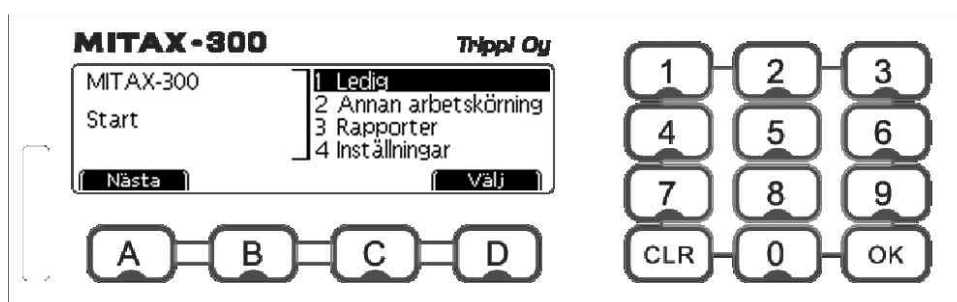 MITAX-300
Trippi Oy
MITAX-300
Start
1 Ledig
2 Annan arbetskörning
3 Rapporter
4 Inställningar
Nästa
Välj
A B C D
1 2 3
4 5 6
7 8 9
CLR 0 OK